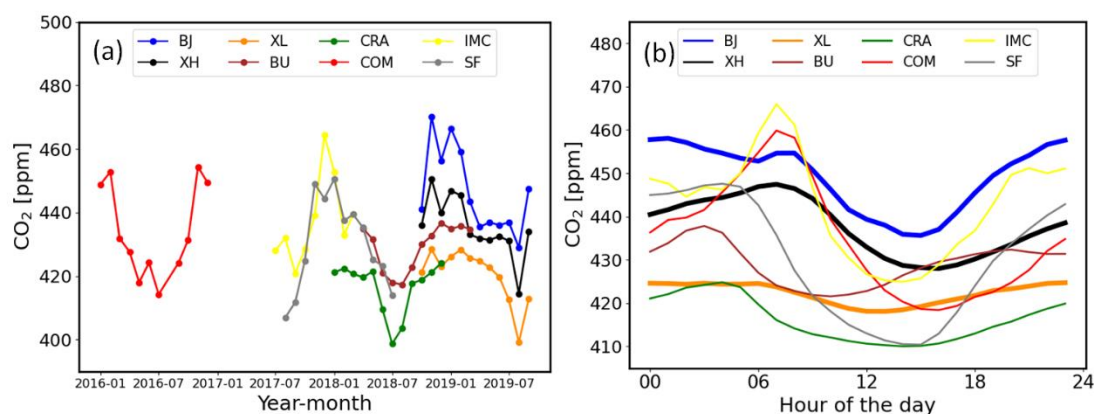 (a)
BJ XL CRA IMC
XH BU COM SF
500
480
460
440
420
400
CO₂ [ppm]
2016-01 2016-07 2017-01 2017-07 2018-01 2018-07 2019-01 2019-07
Year-month
(b)
BJ XL CRA IMC
XH BU COM SF
480
470
460
450
440
430
420
410
CO₂ [ppm]
00 06 12 18 24
Hour of the day